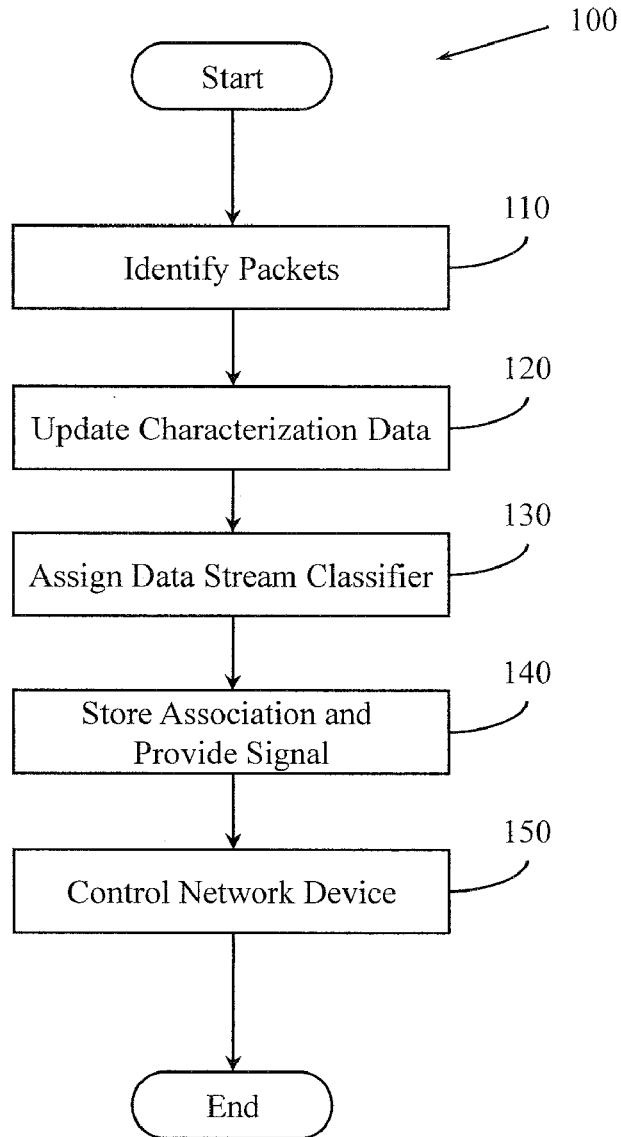 100
Start
110
Identify Packets
120
Update Characterization Data
130
Assign Data Stream Classifier
140
Store Association and
Provide Signal
150
Control Network Device
End